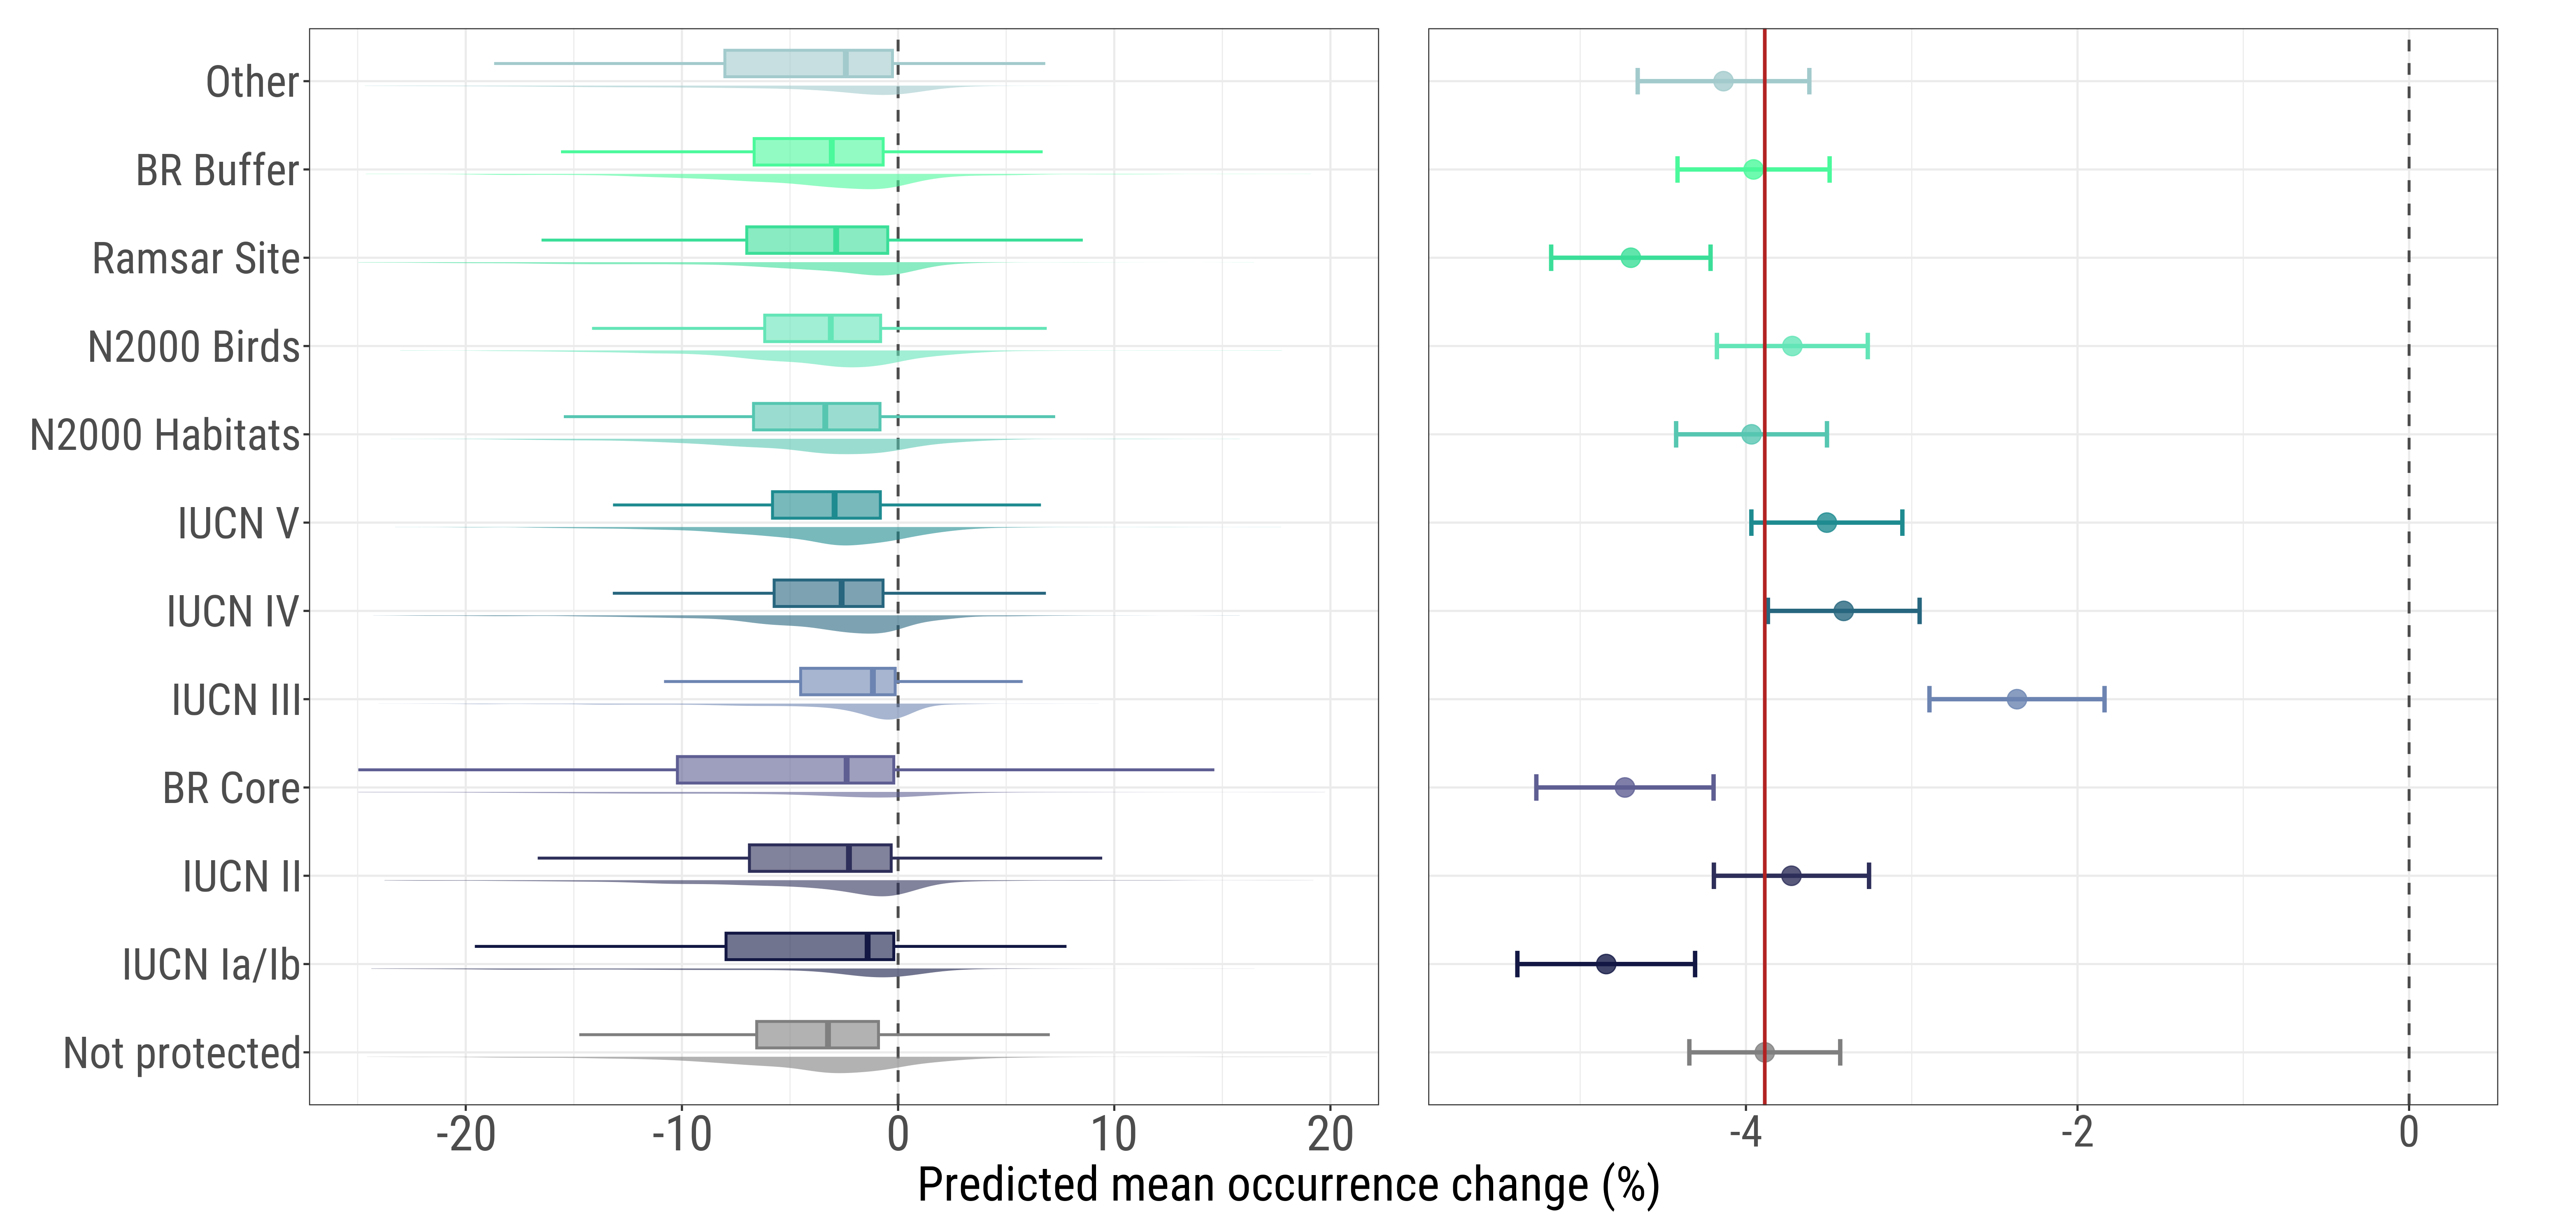 Other
BR Buffer
Ramsar Site
N2000 Birds
N2000 Habitats
IUCN V
IUCN IV
IUCN III
BR Core
IUCN II
IUCN Ia/Ib
Not protected
-20 -10 0 10 20 -4 -2 0
Predicted mean occurrence change (%)